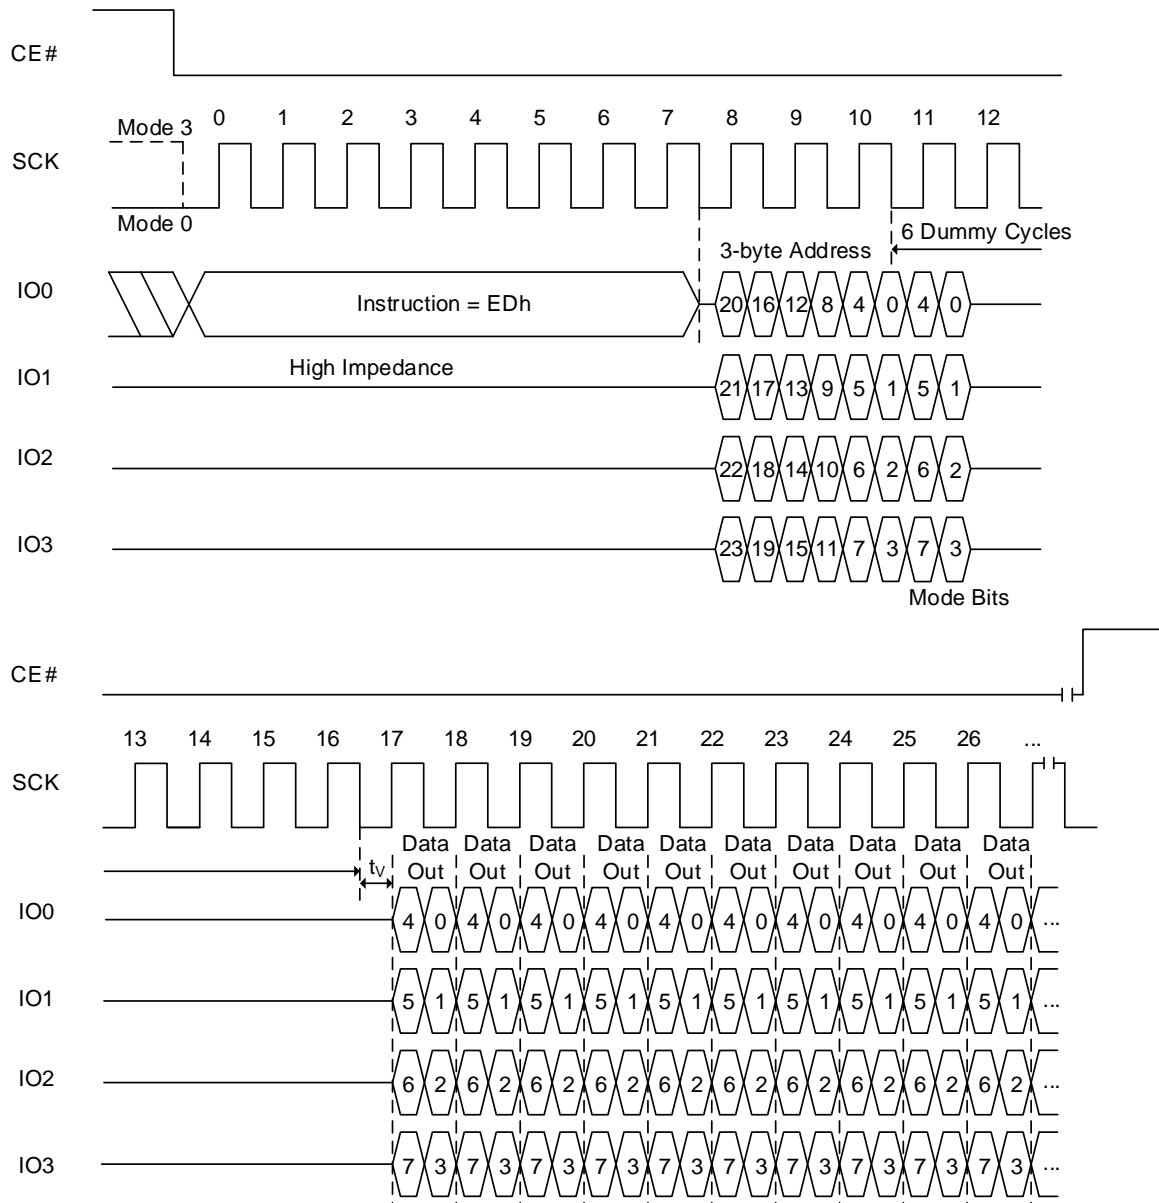 CE#
Mode 3 0 1 2 3 4 5 6 7 8 9 10 11 12
SCK
Mode 0
6 Dummy Cycles
3-byte Address
IO0 Instruction = EDh 20 16 12 8 4 0 4 0
High Impedance
IO1 21 17 13 9 5 1 5 1
IO2 22 18 14 10 6 2 6 2
IO3 23 19 15 11 7 3 7 3
Mode Bits
CE#
13 14 15 16 17 18 19 20 21 22 23 24 25 26 ...
SCK
Data Data Data Data Data Data Data Data Data Data
tV Out Out Out Out Out Out Out Out Out Out
IO0 4 0 4 0 4 0 4 0 4 0 4 0 4 0 4 0 4 0 4 0 ...
IO1 5 1 5 1 5 1 5 1 5 1 5 1 5 1 5 1 5 1 5 1 ...
IO2 6 2 6 2 6 2 6 2 6 2 6 2 6 2 6 2 6 2 6 2 ...
IO3 7 3 7 3 7 3 7 3 7 3 7 3 7 3 7 3 7 3 7 3 ...